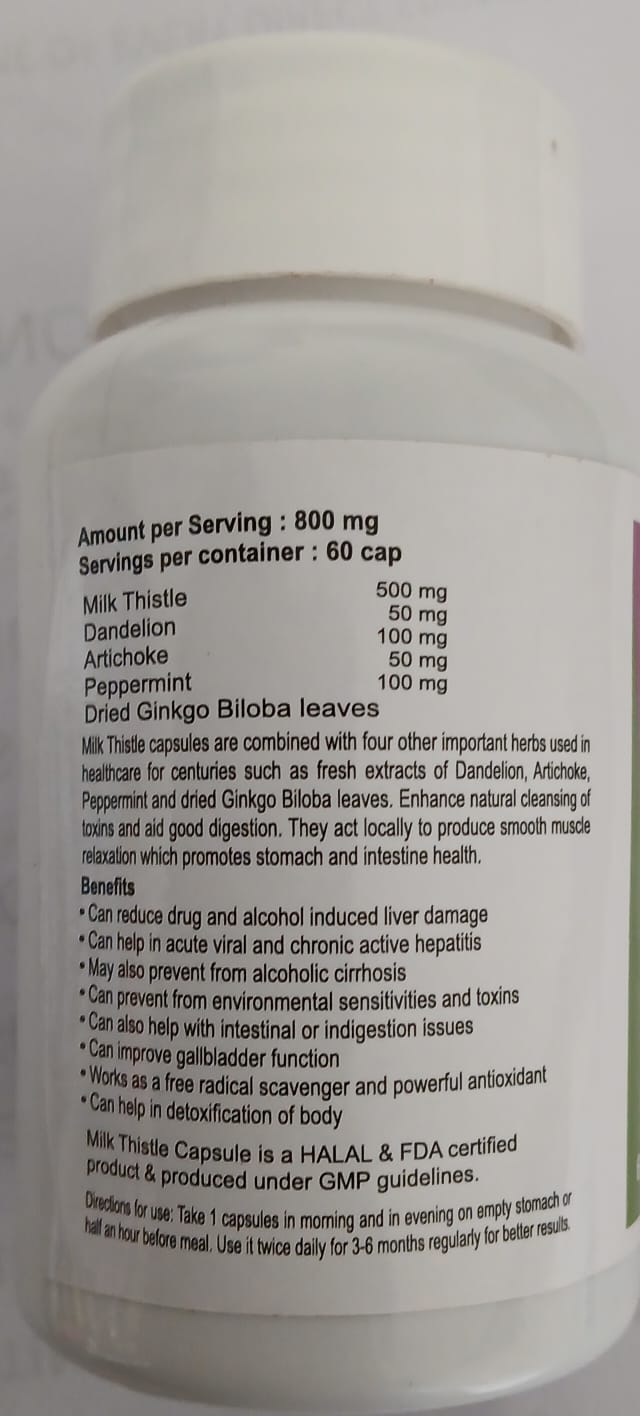 Amount per Serving : 800 mg
Servings per container : 60 cap
Milk Thistle 500 mg
Dandelion 50 mg
Artichoke 100 mg
Peppermint 50 mg
Dried Ginkgo Biloba leaves 100 mg
Milk Thistle capsules are combined with four other important herbs used in
healthcare for centuries such as fresh extracts of Dandelion, Artichoke,
Peppermint and dried Ginkgo Biloba leaves. Enhance natural cleansing of
toxins and aid good digestion. They act locally to produce smooth muscle
relaxation which promotes stomach and intestine health.
Benefits
• Can reduce drug and alcohol induced liver damage
• Can help in acute viral and chronic active hepatitis
• May also prevent from alcoholic cirrhosis
• Can prevent from environmental sensitivities and toxins
• Can also help with intestinal or indigestion issues
• Can improve gallbladder function
• Works as a free radical scavenger and powerful antioxidant
• Can help in detoxification of body
Milk Thistle Capsule is a HALAL & FDA certified
product & produced under GMP guidelines.
Directions for use: Take 1 capsules in morning and in evening on empty stomach or
half an hour before meal. Use it twice daily for 3-6 months regularly for better results.